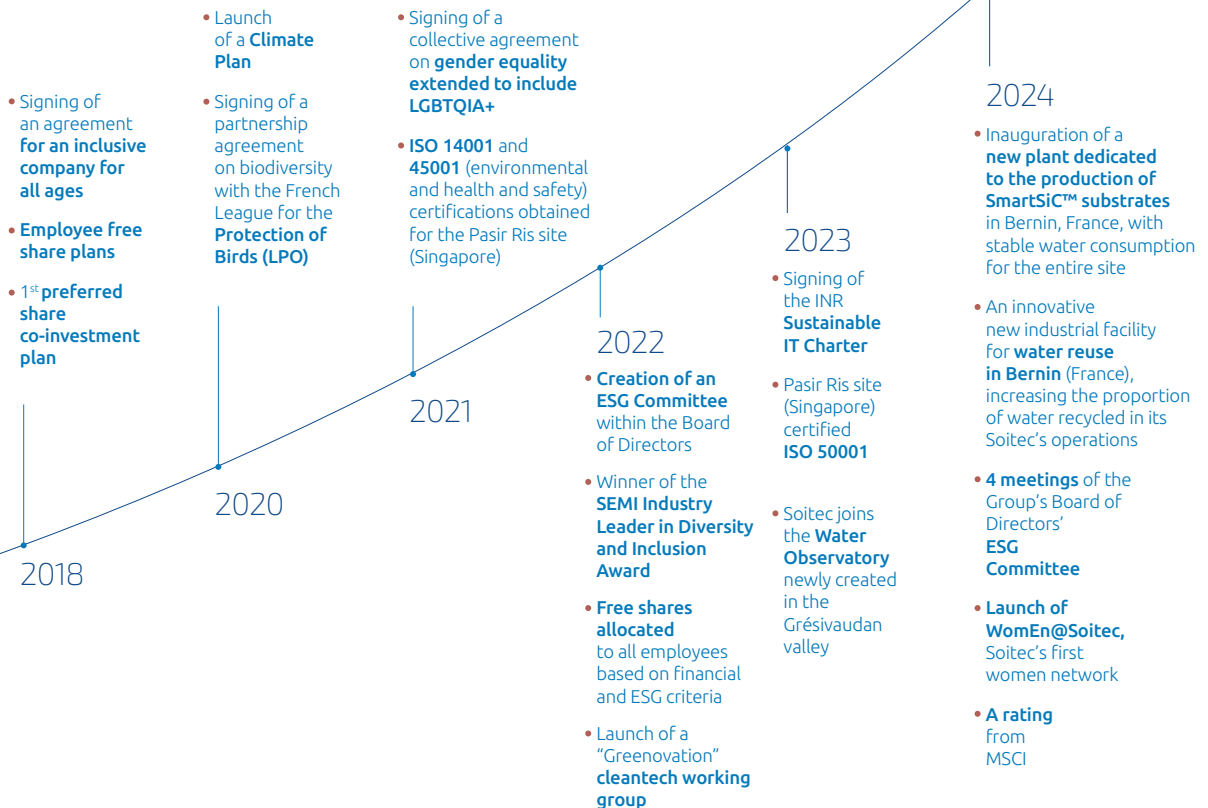 • Signing of
an agreement
for an inclusive
company for
all ages
• Employee free
share plans
• 1st preferred
share
co-investment
plan
2018
• Launch
of a Climate
Plan
• Signing of a
partnership
agreement
on biodiversity
with the French
League for the
Protection of
Birds (LPO)
2020
• Signing of a
collective agreement
on gender equality
extended to include
LGBTQIA+
• ISO 14001 and
45001 (environmental
and health and safety)
certifications obtained
for the Pasir Ris site
(Singapore)
2021
2022
• Creation of an
ESG Committee
within the Board
of Directors
• Winner of the
SEMI Industry
Leader in Diversity
and Inclusion
Award
• Free shares
allocated
to all employees
based on financial
and ESG criteria
• Launch of a
"Greenovation"
cleantech working
group
2023
• Signing of
the INR
Sustainable
IT Charter
• Pasir Ris site
(Singapore)
certified
ISO 50001
• Soitec joins
the Water
Observatory
newly created
in the
Grésivaudan
valley
2024
• Inauguration of a
new plant dedicated
to the production of
SmartSiC™ substrates
in Bernin, France, with
stable water consumption
for the entire site
• An innovative
new industrial facility
for water reuse
in Bernin (France),
increasing the proportion
of water recycled in its
Soitec's operations
• 4 meetings of the
Group's Board of
Directors'
ESG
Committee
• Launch of
WomEn@Soitec,
Soitec's first
women network
• A rating
from
MSCI